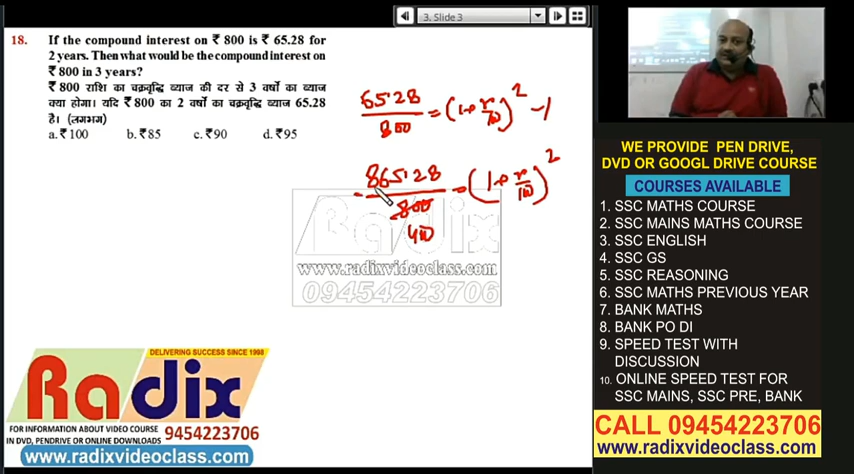 3. Slide 3
18. If the compound interest on ₹ 800 is ₹ 65.28 for
2 years. Then what would be the compound interest on
₹ 800 in 3 years?
₹ 800 राशि का चक्रवृद्धि व्याज की दर से 3 वर्षो का व्याज
क्या होगा। यदि ₹ 800 का 2 वर्षो का चक्रवृद्धि व्याज 65.28
है। (लगभग)
a. ₹ 100 b. ₹85 c. ₹90 d. ₹95
65.28/800 = (1+r/100)² -1
865.28/800 = (1+r/100)²
400
Radix
www.radixvideoclass.com
09454223706
WE PROVIDE PEN DRIVE,
DVD OR GOOGL DRIVE COURSE
COURSES AVAILABLE
1. SSC MATHS COURSE
2. SSC MAINS MATHS COURSE
3. SSC ENGLISH
4. SSC GS
5. SSC REASONING
6. SSC MATHS PREVIOUS YEAR
7. BANK MATHS
8. BANK PO DI
9. SPEED TEST WITH
DISCUSSION
10. ONLINE SPEED TEST FOR
SSC MAINS, SSC PRE, BANK
CALL 09454223706
www.radixvideoclass.com
DELIVERING SUCCESS SINCE 1998
Radix
FOR INFORMATION ABOUT VIDEO COURSE
IN DVD, PENDRIVE OR ONLINE DOWNLOADS 9454223706
www.radixvideoclass.com